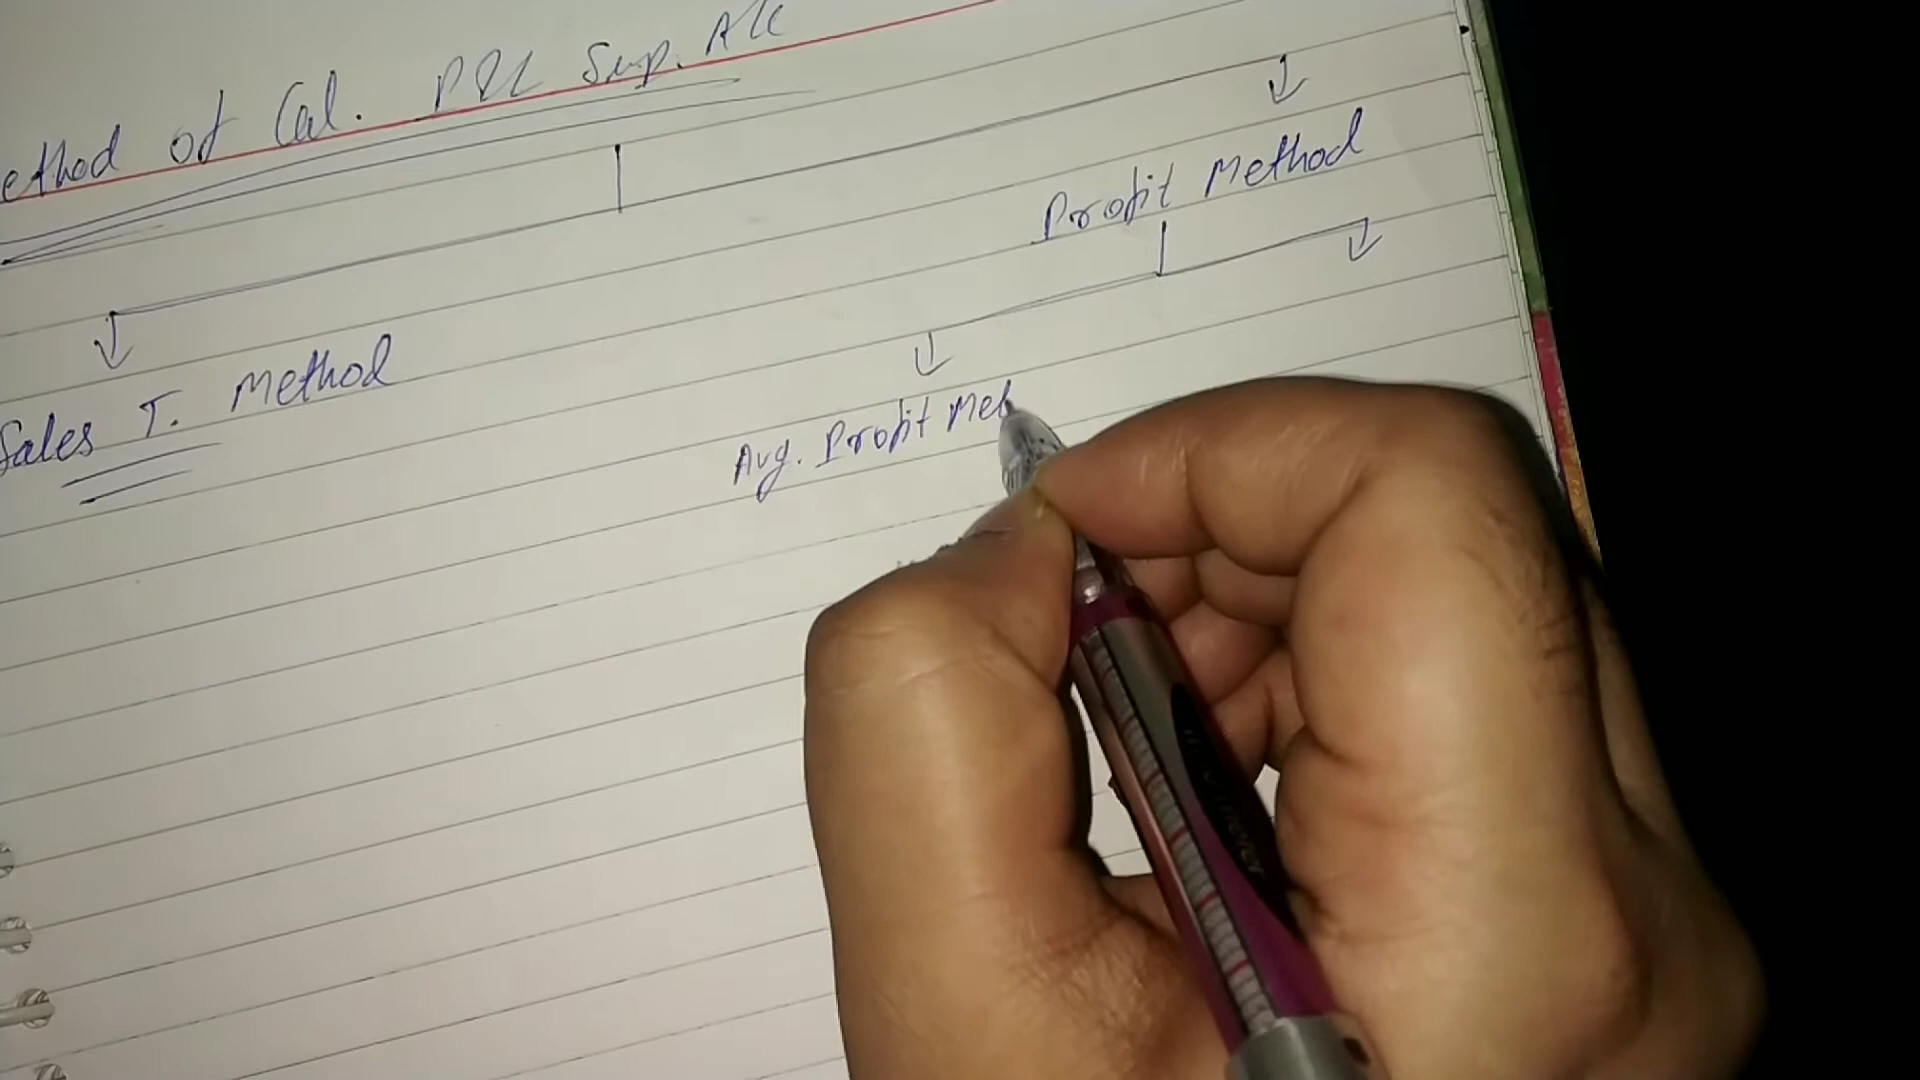 ethod of Cal. P&L Sup. A/c
Profit Method
Sales T. Method
Avg. Profit Met